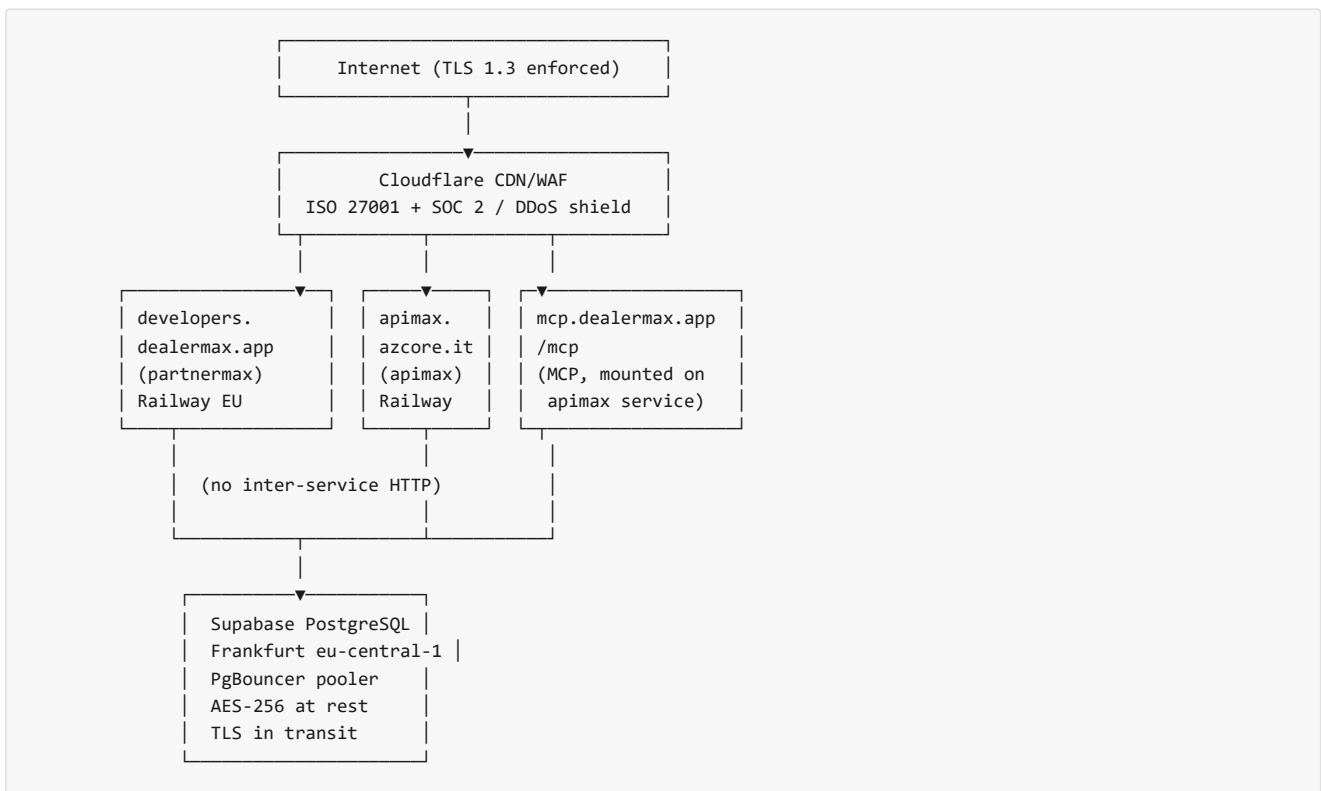 Internet (TLS 1.3 enforced)
Cloudflare CDN/WAF
ISO 27001 + SOC 2 / DDoS shield
developers.
dealermax.app
(partnermax)
Railway EU
apimax.
azcore.it
(apimax)
Railway
mcp.dealermax.app
/mcp
(MCP, mounted on
apimax service)
(no inter-service HTTP)
Supabase PostgreSQL
Frankfurt eu-central-1
PgBouncer pooler
AES-256 at rest
TLS in transit